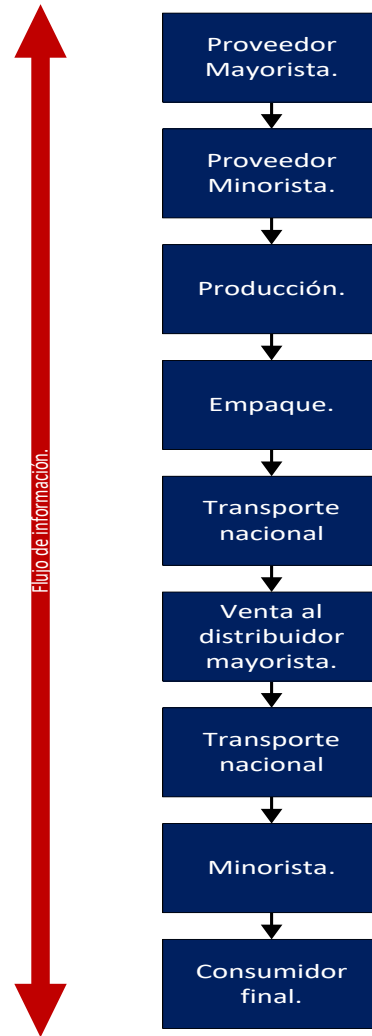 Proveedor
Mayorista.
Proveedor
Minorista.
Producción.
Empaque.
Flujo de información.
Transporte
nacional
Venta al
distribuidor
mayorista.
Transporte
nacional
Minorista.
Consumidor
final.